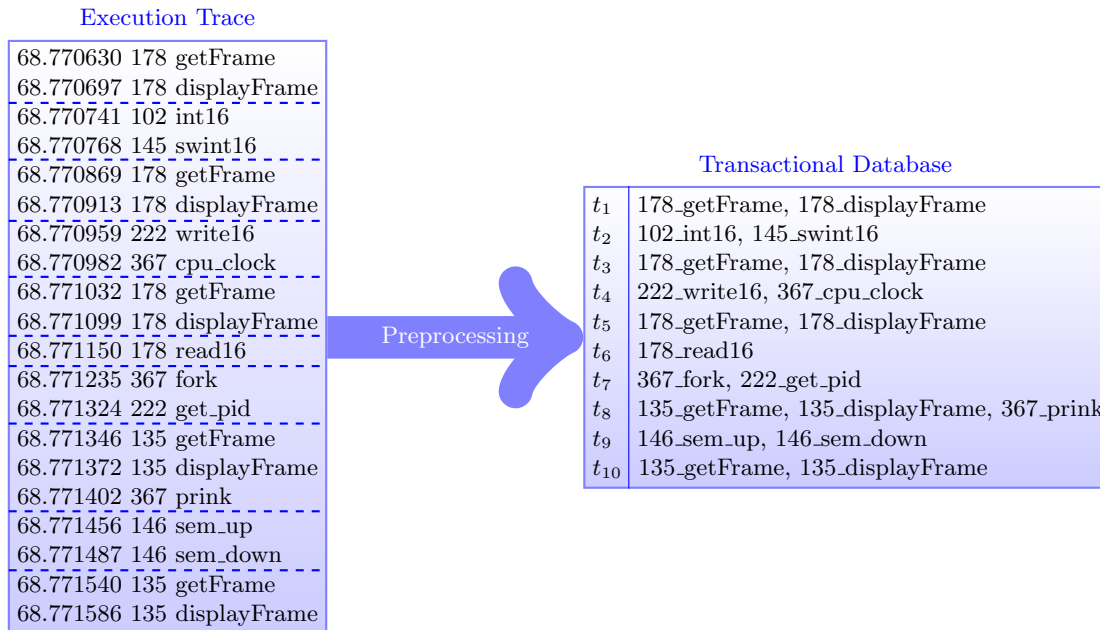 Execution Trace
68.770630 178 getFrame
68.770697 178 displayFrame
68.770741 102 int16
68.770768 145 swint16
68.770869 178 getFrame
68.770913 178 displayFrame
68.770959 222 write16
68.770982 367 cpu_clock
68.771032 178 getFrame
68.771099 178 displayFrame
68.771150 178 read16
68.771235 367 fork
68.771324 222 get_pid
68.771346 135 getFrame
68.771372 135 displayFrame
68.771402 367 prink
68.771456 146 sem_up
68.771487 146 sem_down
68.771540 135 getFrame
68.771586 135 displayFrame
Preprocessing
Transactional Database
t1 178_getFrame, 178_displayFrame
t2 102_int16, 145_swint16
t3 178_getFrame, 178_displayFrame
t4 222_write16, 367_cpu_clock
t5 178_getFrame, 178_displayFrame
t6 178_read16
t7 367_fork, 222_get_pid
t8 135_getFrame, 135_displayFrame, 367_prink
t9 146_sem_up, 146_sem_down
t10 135_getFrame, 135_displayFrame